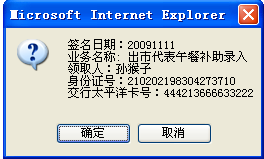 Microsoft Internet Explorer
签名日期：20091111
业务名称：出市代表午餐补助录入
领取人：孙猴子
身份证号：210202198304273710
交行太平洋卡号：444213666633222
确定
取消